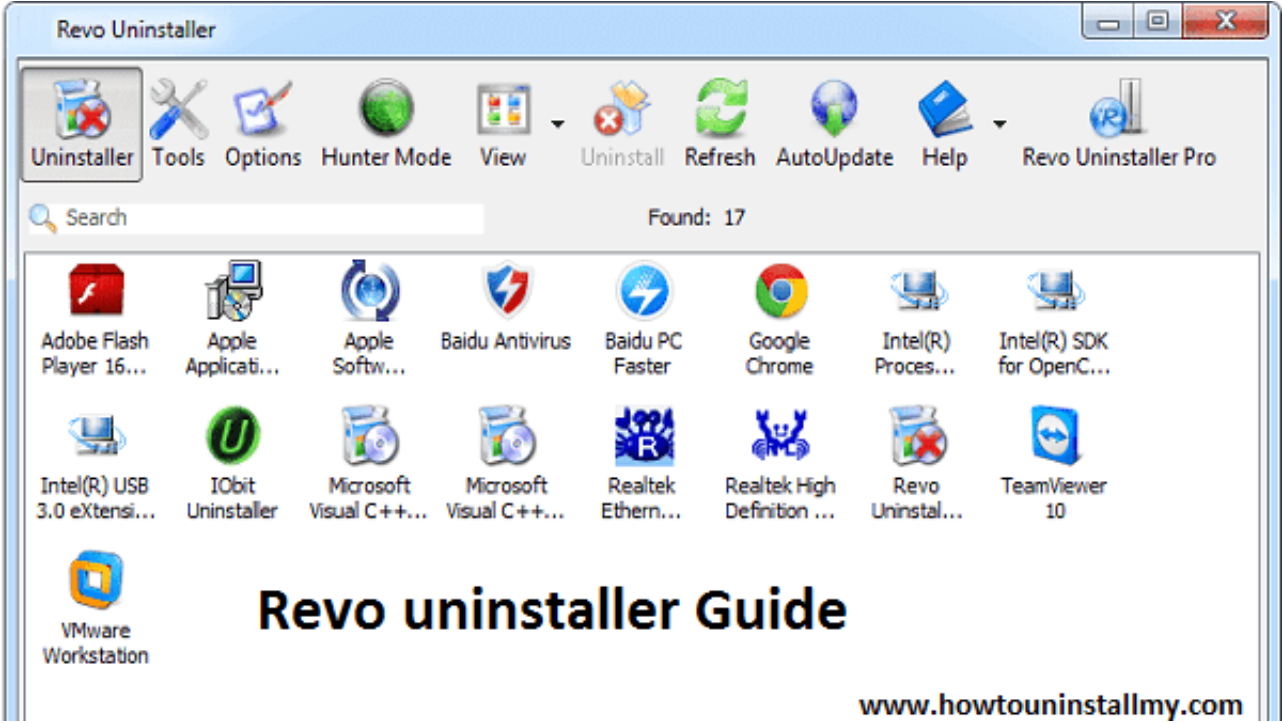 Revo Uninstaller
Uninstaller Tools Options Hunter Mode View Uninstall Refresh AutoUpdate Help Revo Uninstaller Pro
Search Found: 17
Adobe Flash Player 16...
Apple Applicati...
Apple Softw...
Baidu Antivirus
Baidu PC Faster
Google Chrome
Intel(R) Proces...
Intel(R) SDK for OpenC...
Intel(R) USB 3.0 eXtensi...
IObit Uninstaller
Microsoft Visual C++...
Microsoft Visual C++...
Realtek Ethern...
Realtek High Definition ...
Revo Uninstal...
TeamViewer 10
VMware Workstation
Revo uninstaller Guide
www.howtouninstallmy.com